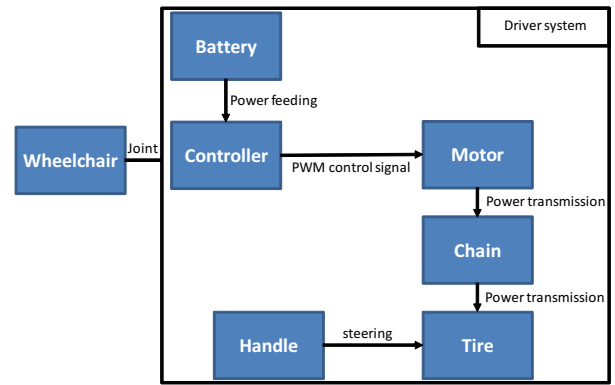 Driver system
Battery
Power feeding
Wheelchair
Joint
Controller
PWM control signal
Motor
Power transmission
Chain
Power transmission
Handle
steering
Tire